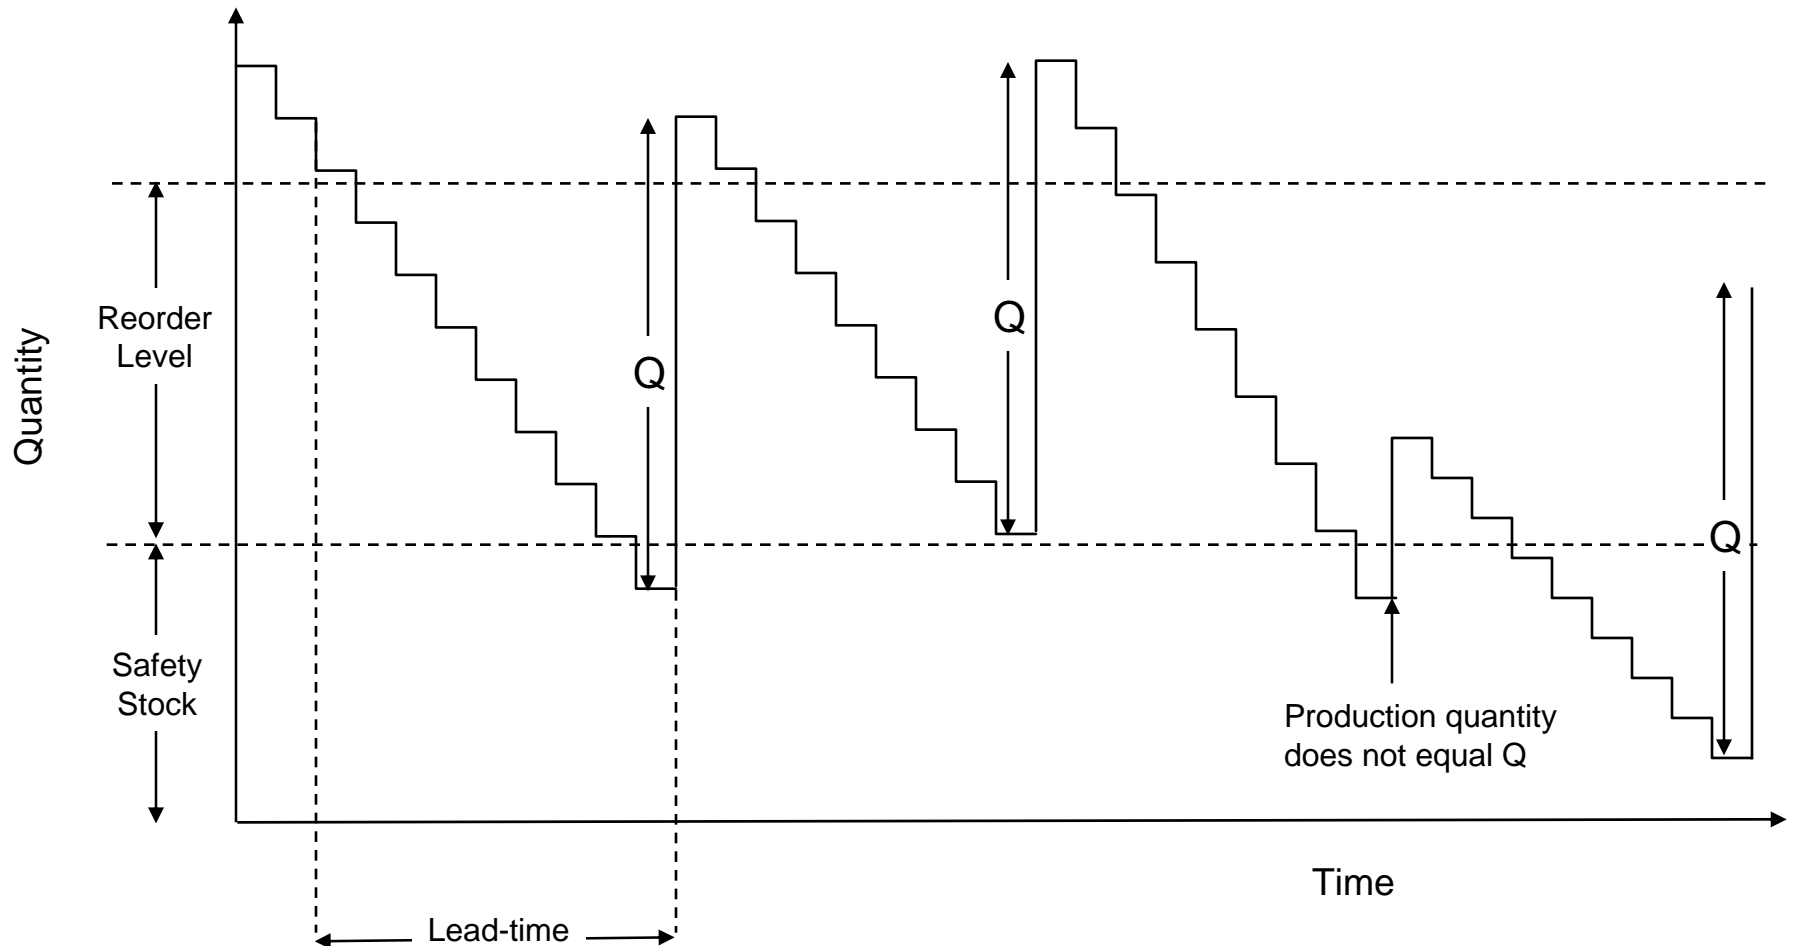 Quantity
Reorder
Level
Safety
Stock
Q
Q
Q
Production quantity
does not equal Q
Time
Lead-time